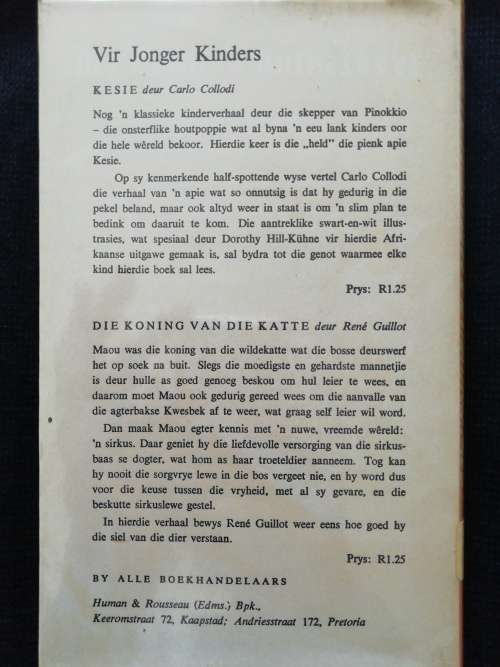 Vir Jonger Kinders
KESIE deur Carlo Collodi
Nog 'n klassieke kinderverhaal deur die skepper van Pinokkio
– die onsterflike houtpoppie wat al byna 'n eeu lank kinders oor
die hele wêreld bekoor. Hierdie keer is die „held” die pienk apie
Kesie.
Op sy kenmerkende half-spottende wyse vertel Carlo Collodi
die verhaal van 'n apie wat so onnutsig is dat hy gedurig in die
pekel beland, maar ook altyd weer in staat is om 'n slim plan te
bedink om daaruit te kom. Die aantreklike swart-en-wit illus-
trasies, wat spesiaal deur Dorothy Hill-Kühne vir hierdie Afri-
kaanse uitgawe gemaak is, sal bydra tot die genot waarmee elke
kind hierdie boek sal lees.
Prys: R1.25
DIE KONING VAN DIE KATTE deur René Guillot
Maou was die koning van die wildekatte wat die bosse deurswerf
het op soek na buit. Slegs die moedigste en gehardste mannetjie
is deur hulle as goed genoeg beskou om hul leier te wees, en
daarom moet Maou ook gedurig gereed wees om die aanvalle van
die agterbakse Kwesbek af te weer, wat graag self leier wil word.
Dan maak Maou egter kennis met 'n nuwe, vreemde wêreld:
'n sirkus. Daar geniet hy die liefdevolle versorging van die sirkus-
baas se dogter, wat hom as haar troeteldier aanneem. Tog kan
hy nooit die sorgvrye lewe in die bos vergeet nie, en hy word dus
voor die keuse tussen die vryheid, met al sy gevare, en die
beskutte sirkuslewe gestel.
In hierdie verhaal bewys René Guillot weer eens hoe goed hy
die siel van die dier verstaan.
Prys: R1.25
BY ALLE BOEKHANDELAARS
Human & Rousseau (Edms.) Bpk.,
Keeromstraat 72, Kaapstad; Andriesstraat 172, Pretoria